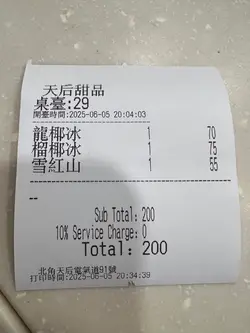 天后甜品
桌臺:29
開臺時間:2025-06-05 20:04:03
龍椰冰 1 70
榴椰冰 1 75
雪紅山 1 55
--
Sub Total: 200
10% Service Charge: 0
Total: 200
北角天后電氣道91號
打印時間:2025-06-05 20:34:39